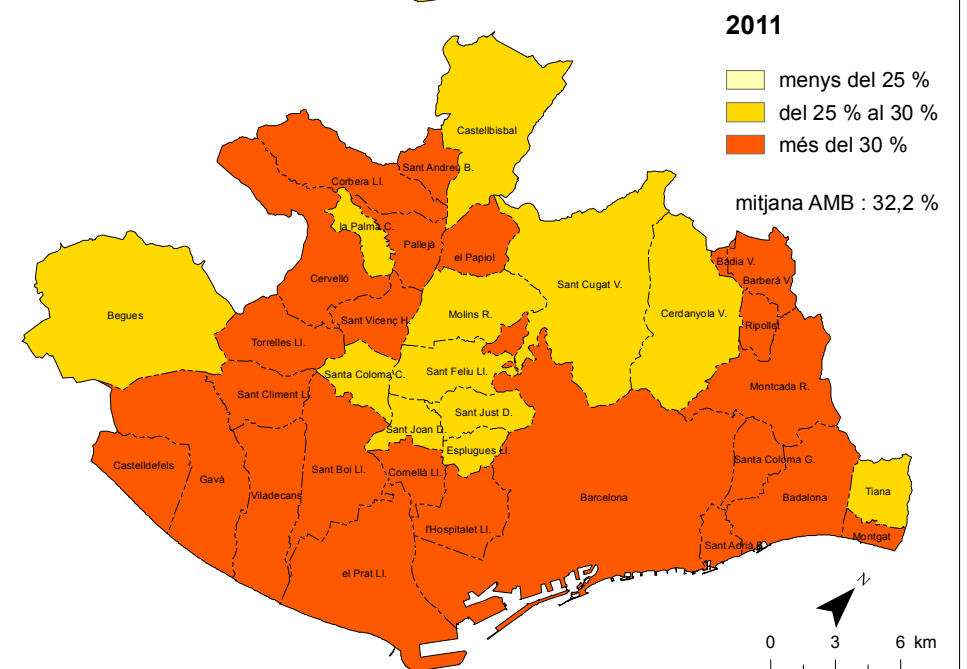 2011
menys del 25 %
del 25 % al 30 %
més del 30 %
mitjana AMB : 32,2 %
Castellbisbal
Sant Andreu B.
Corbera Ll.
la Palma C.
Pallejà
el Papiol
Cervelló
Sant Cugat V.
Badia V.
Barberà V.
Begues
Sant Vicenç H.
Molins R.
Cerdanyola V.
Ripollet
Torrelles Ll.
Santa Coloma C.
Sant Feliu Ll.
Montcada R.
Sant Climent Ll.
Sant Just D.
Sant Joan D.
Esplugues Ll.
Castelldefels
Gavà
Viladecans
Sant Boi Ll.
Cornellà Ll.
Barcelona
Santa Coloma G.
Badalona
Tiana
l'Hospitalet Ll.
Sant Adrià B.
Montgat
el Prat Ll.
N
0 3 6 km